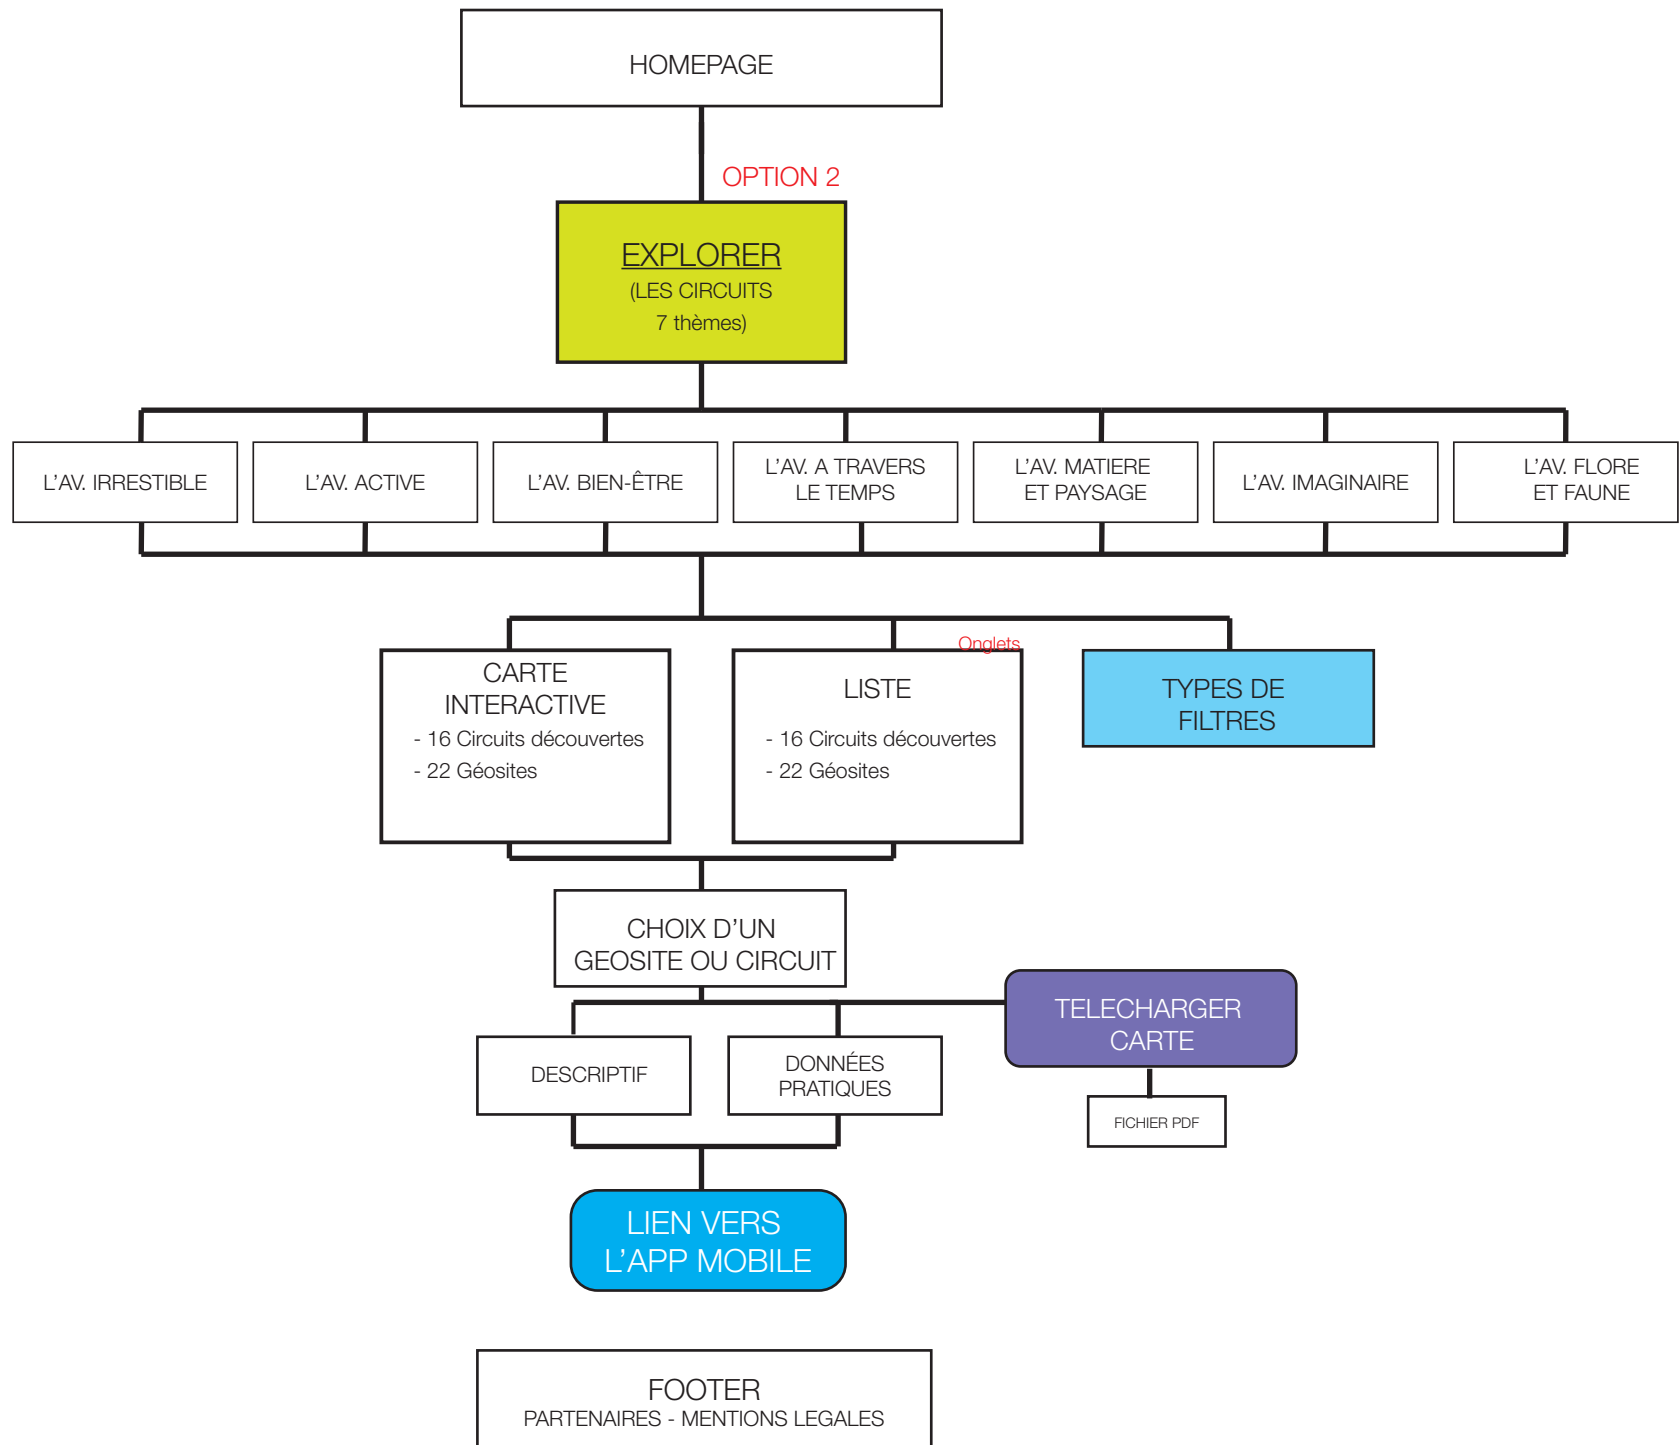 HOMEPAGE
OPTION 2
EXPLORER
(LES CIRCUITS
7 thèmes)
L'AV. IRRESTIBLE
L'AV. ACTIVE
L'AV. BIEN-ÊTRE
L'AV. A TRAVERS
LE TEMPS
L'AV. MATIERE
ET PAYSAGE
L'AV. IMAGINAIRE
L'AV. FLORE
ET FAUNE
CARTE
INTERACTIVE
- 16 Circuits découvertes
- 22 Géosites
Onglets
LISTE
- 16 Circuits découvertes
- 22 Géosites
TYPES DE
FILTRES
CHOIX D'UN
GEOSITE OU CIRCUIT
TELECHARGER
CARTE
DESCRIPTIF
DONNÉES
PRATIQUES
FICHIER PDF
LIEN VERS
L'APP MOBILE
FOOTER
PARTENAIRES - MENTIONS LEGALES